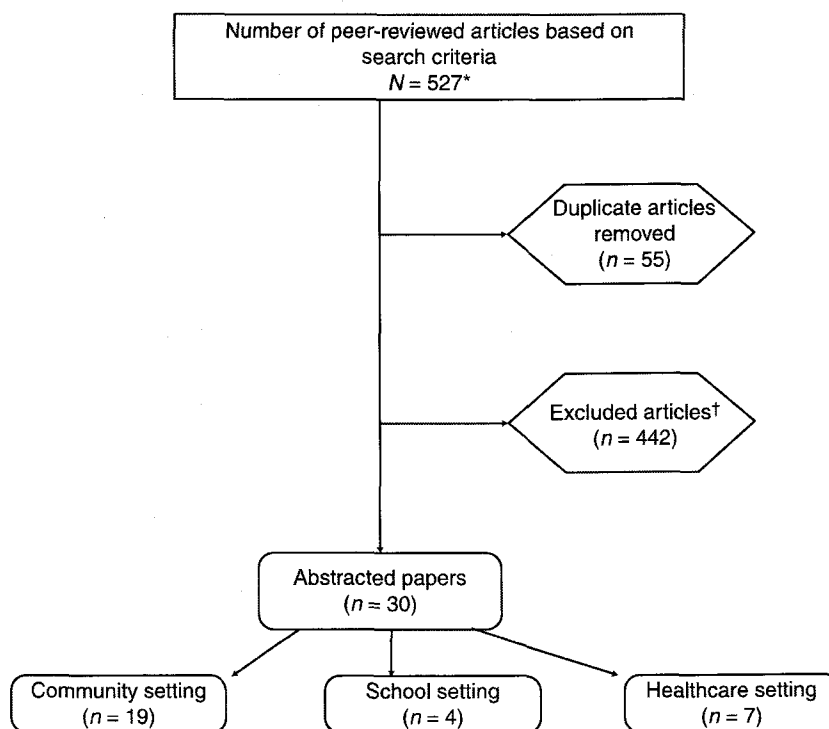 Number of peer-reviewed articles based on
search criteria
N = 527*
Duplicate articles
removed
(n = 55)
Excluded articles†
(n = 442)
Abstracted papers
(n = 30)
Community setting
(n = 19)
School setting
(n = 4)
Healthcare setting
(n = 7)